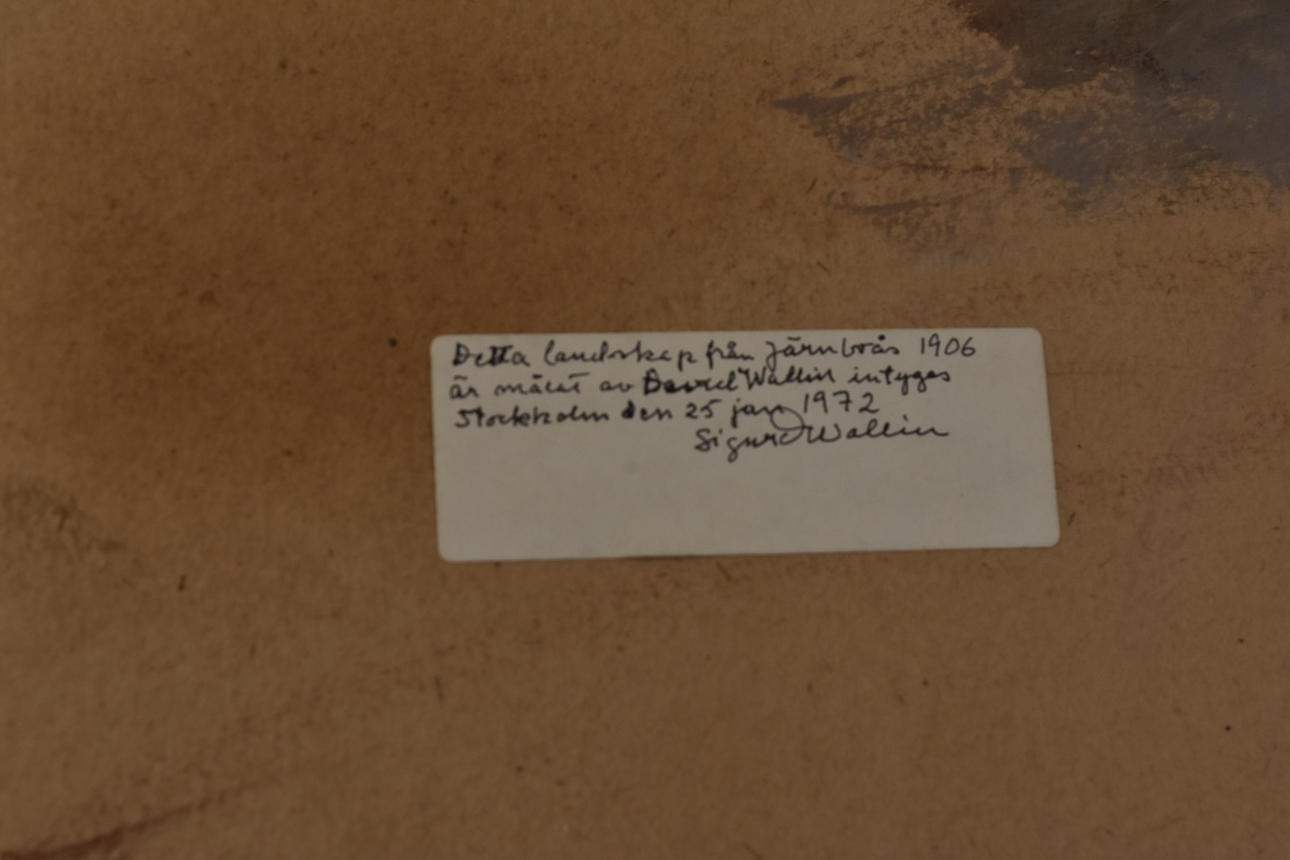 Detta landskap från Järnboås 1906
är målat av David Wallin intygas
Stockholm den 25 jan 1972
Sigurd Wallin